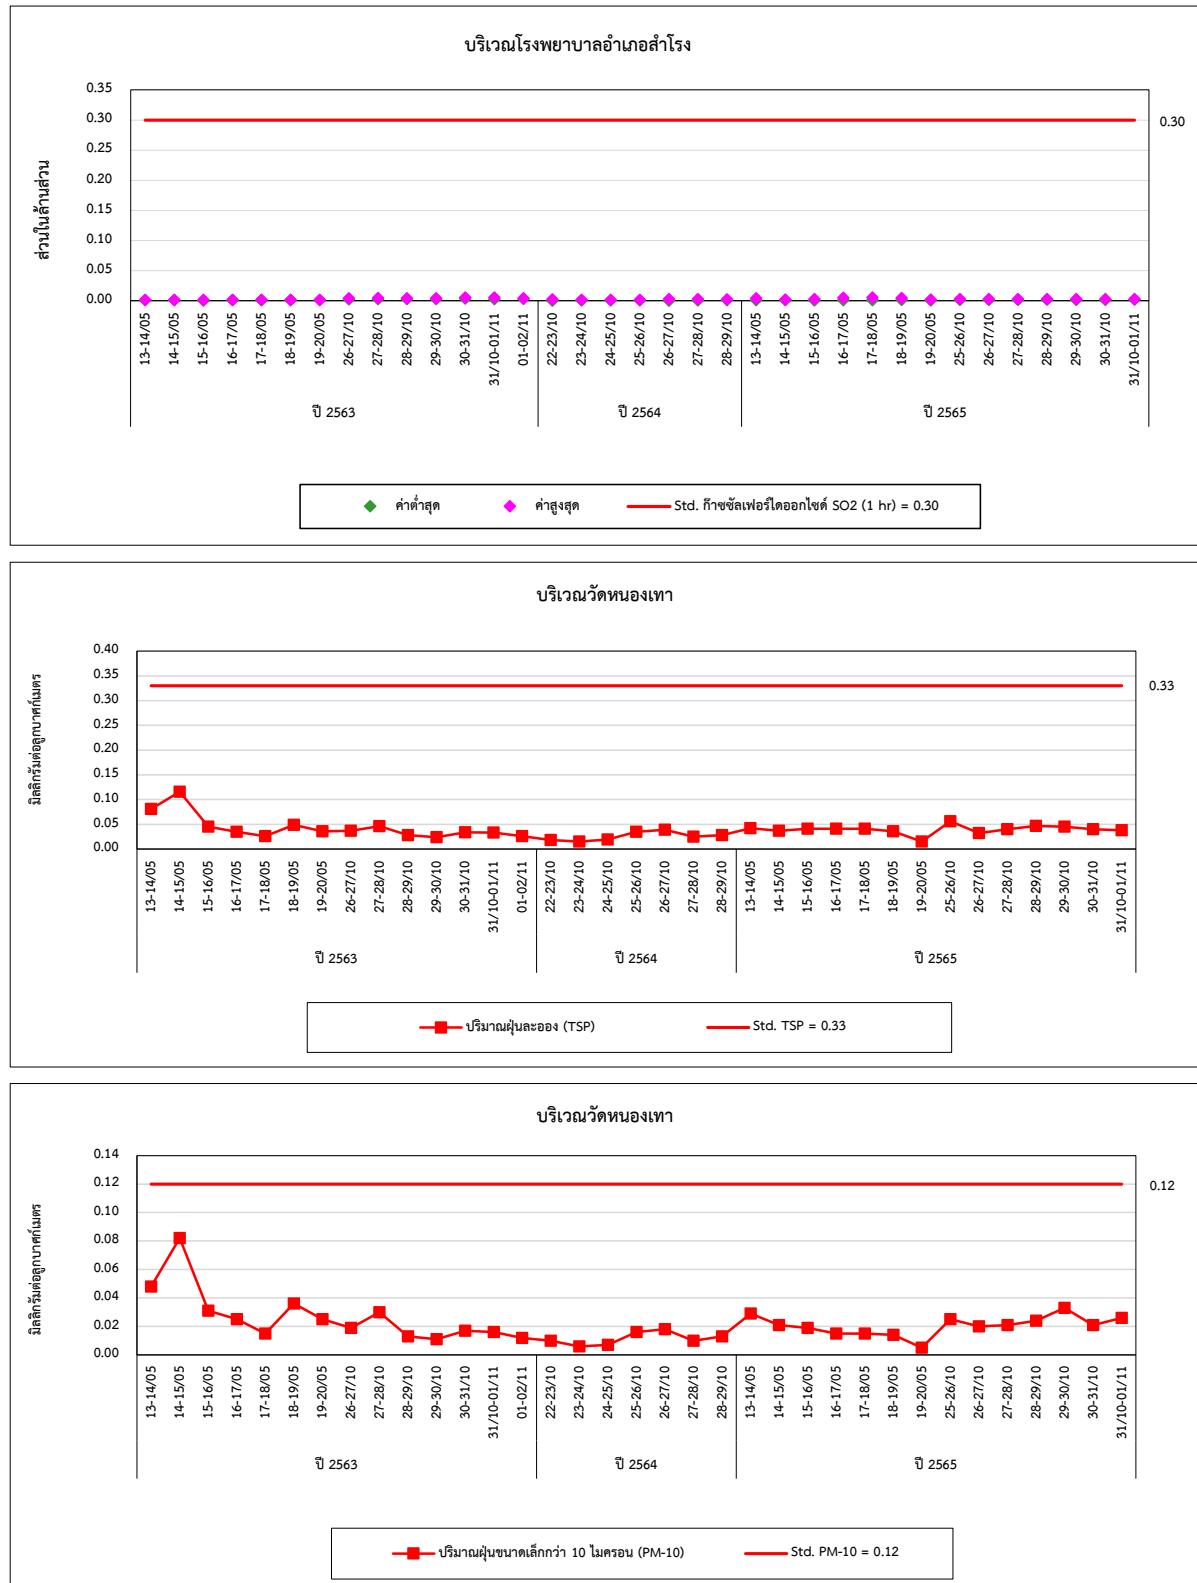 บริเวณโรงพยาบาลอำเภอสำโรง
ส่วนในล้านส่วน
0.35
0.30
0.25
0.20
0.15
0.10
0.05
0.00
0.30
13-14/05 14-15/05 15-16/05 16-17/05 17-18/05 18-19/05 19-20/05 26-27/10 27-28/10 28-29/10 29-30/10 30-31/10 31/10-01/11 01-02/11 22-23/10 23-24/10 24-25/10 25-26/10 26-27/10 27-28/10 28-29/10 13-14/05 14-15/05 15-16/05 16-17/05 17-18/05 18-19/05 19-20/05 25-26/10 26-27/10 27-28/10 28-29/10 29-30/10 30-31/10 31/10-01/11
ปี 2563 ปี 2564 ปี 2565
ค่าต่ำสุด ค่าสูงสุด Std. ก๊าซซัลเฟอร์ไดออกไซด์ SO2 (1 hr) = 0.30
บริเวณวัดหนองเทา
มิลลิกรัมต่อลูกบาศก์เมตร
0.40
0.35
0.30
0.25
0.20
0.15
0.10
0.05
0.00
0.33
13-14/05 14-15/05 15-16/05 16-17/05 17-18/05 18-19/05 19-20/05 26-27/10 27-28/10 28-29/10 29-30/10 30-31/10 31/10-01/11 01-02/11 22-23/10 23-24/10 24-25/10 25-26/10 26-27/10 27-28/10 28-29/10 13-14/05 14-15/05 15-16/05 16-17/05 17-18/05 18-19/05 19-20/05 25-26/10 26-27/10 27-28/10 28-29/10 29-30/10 30-31/10 31/10-01/11
ปี 2563 ปี 2564 ปี 2565
ปริมาณฝุ่นละออง (TSP) Std. TSP = 0.33
บริเวณวัดหนองเทา
มิลลิกรัมต่อลูกบาศก์เมตร
0.14
0.12
0.10
0.08
0.06
0.04
0.02
0.00
0.12
13-14/05 14-15/05 15-16/05 16-17/05 17-18/05 18-19/05 19-20/05 26-27/10 27-28/10 28-29/10 29-30/10 30-31/10 31/10-01/11 01-02/11 22-23/10 23-24/10 24-25/10 25-26/10 26-27/10 27-28/10 28-29/10 13-14/05 14-15/05 15-16/05 16-17/05 17-18/05 18-19/05 19-20/05 25-26/10 26-27/10 27-28/10 28-29/10 29-30/10 30-31/10 31/10-01/11
ปี 2563 ปี 2564 ปี 2565
ปริมาณฝุ่นขนาดเล็กกว่า 10 ไมครอน (PM-10) Std. PM-10 = 0.12